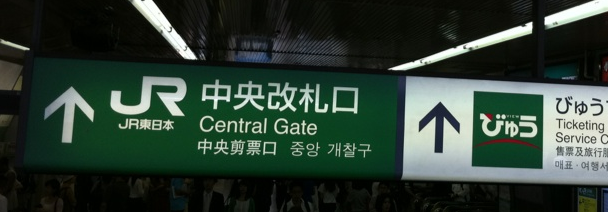 JR
JR東日本
中央改札口
Central Gate
中央剪票口 중앙 개찰구
VIEW
びゅう
びゅう
Ticketing
Service
售票及旅行服
매표·여행서